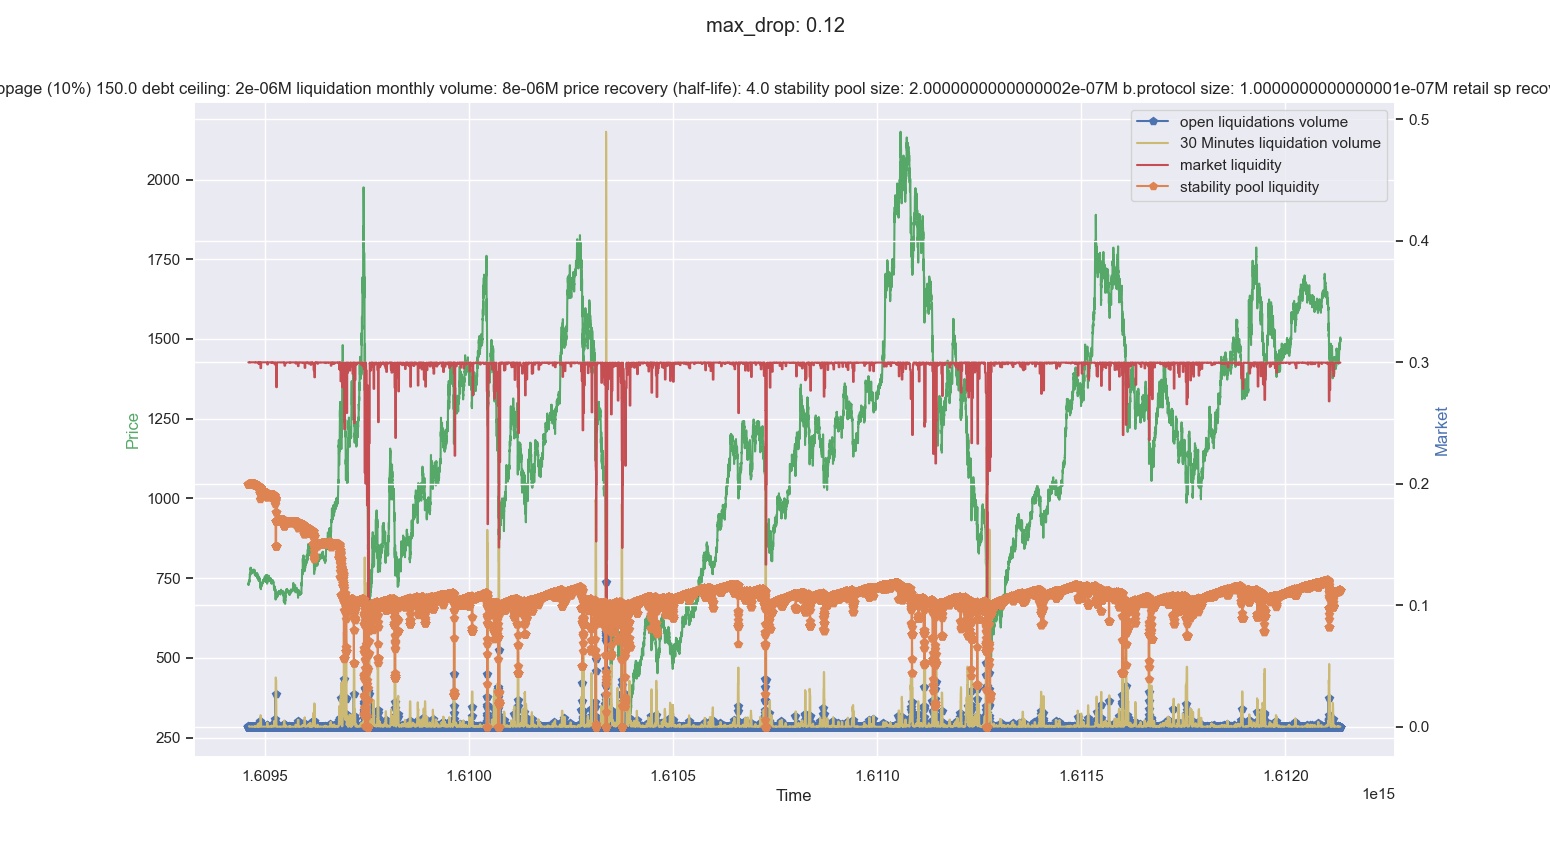 max_drop: 0.12
opage (10%) 150.0 debt ceiling: 2e-06M liquidation monthly volume: 8e-06M price recovery (half-life): 4.0 stability pool size: 2.0000000000000002e-07M b.protocol size: 1.0000000000000001e-07M retail sp reco
open liquidations volume
30 Minutes liquidation volume
market liquidity
stability pool liquidity
2000
1750
1500
1250
1000
750
500
250
Price
0.5
0.4
0.3
0.2
0.1
0.0
Market
1.6095
1.6100
1.6105
1.6110
1.6115
1.6120
1e15
Time